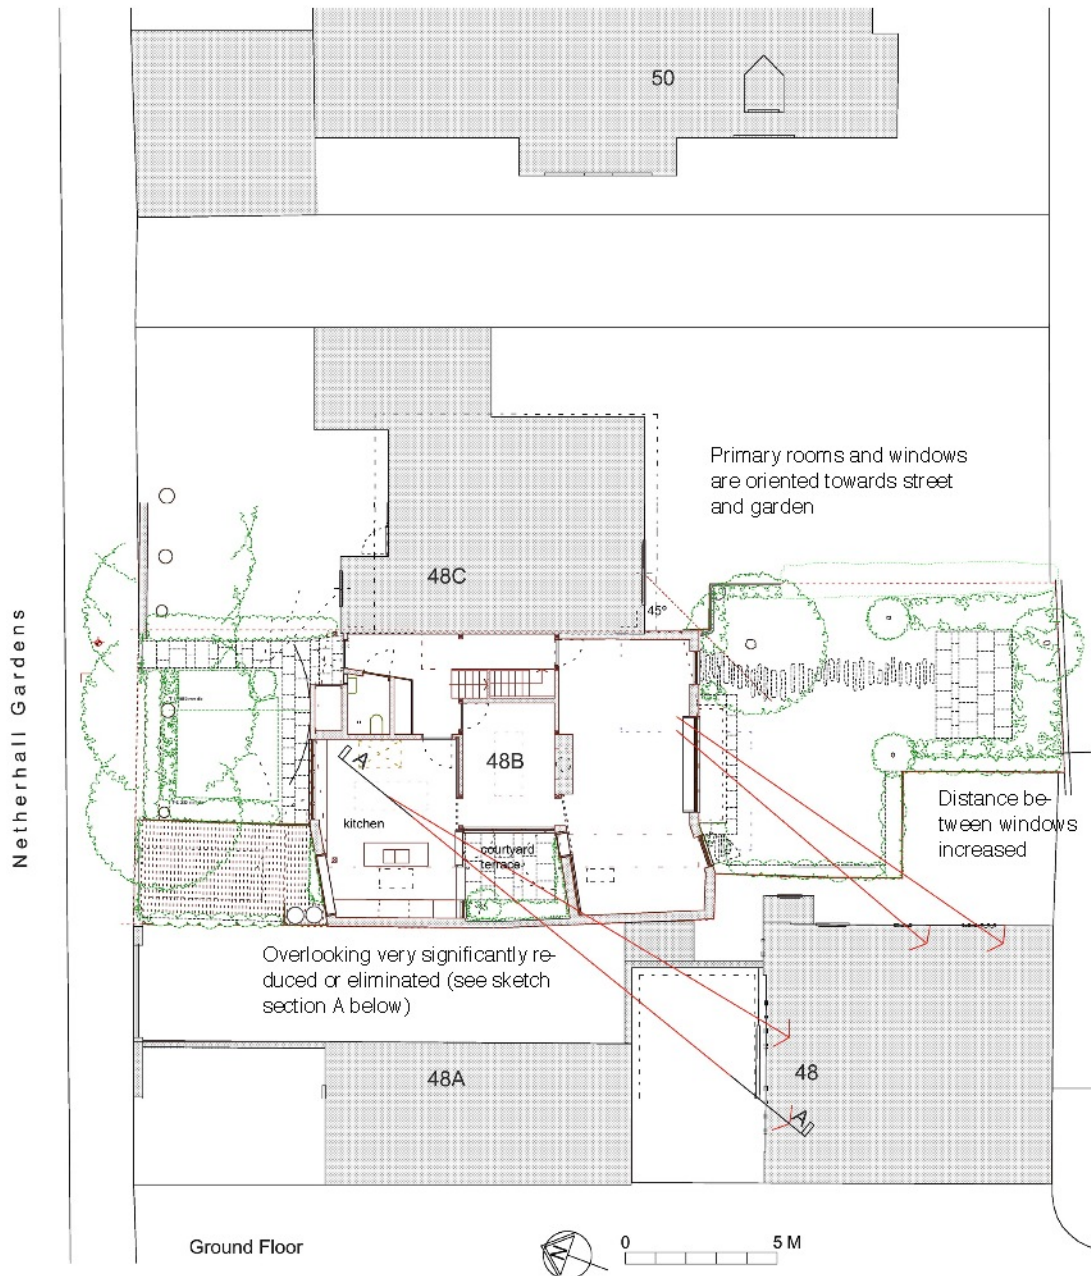 50
Primary rooms and windows
are oriented towards street
and garden
48C
45°
Netherhall Gardens
48B
A
kitchen
courtyard
terrace
Distance be-
tween windows
increased
Overlooking very significantly re-
duced or eliminated (see sketch
section A below)
48A
48
A
Ground Floor
N
0 5 M